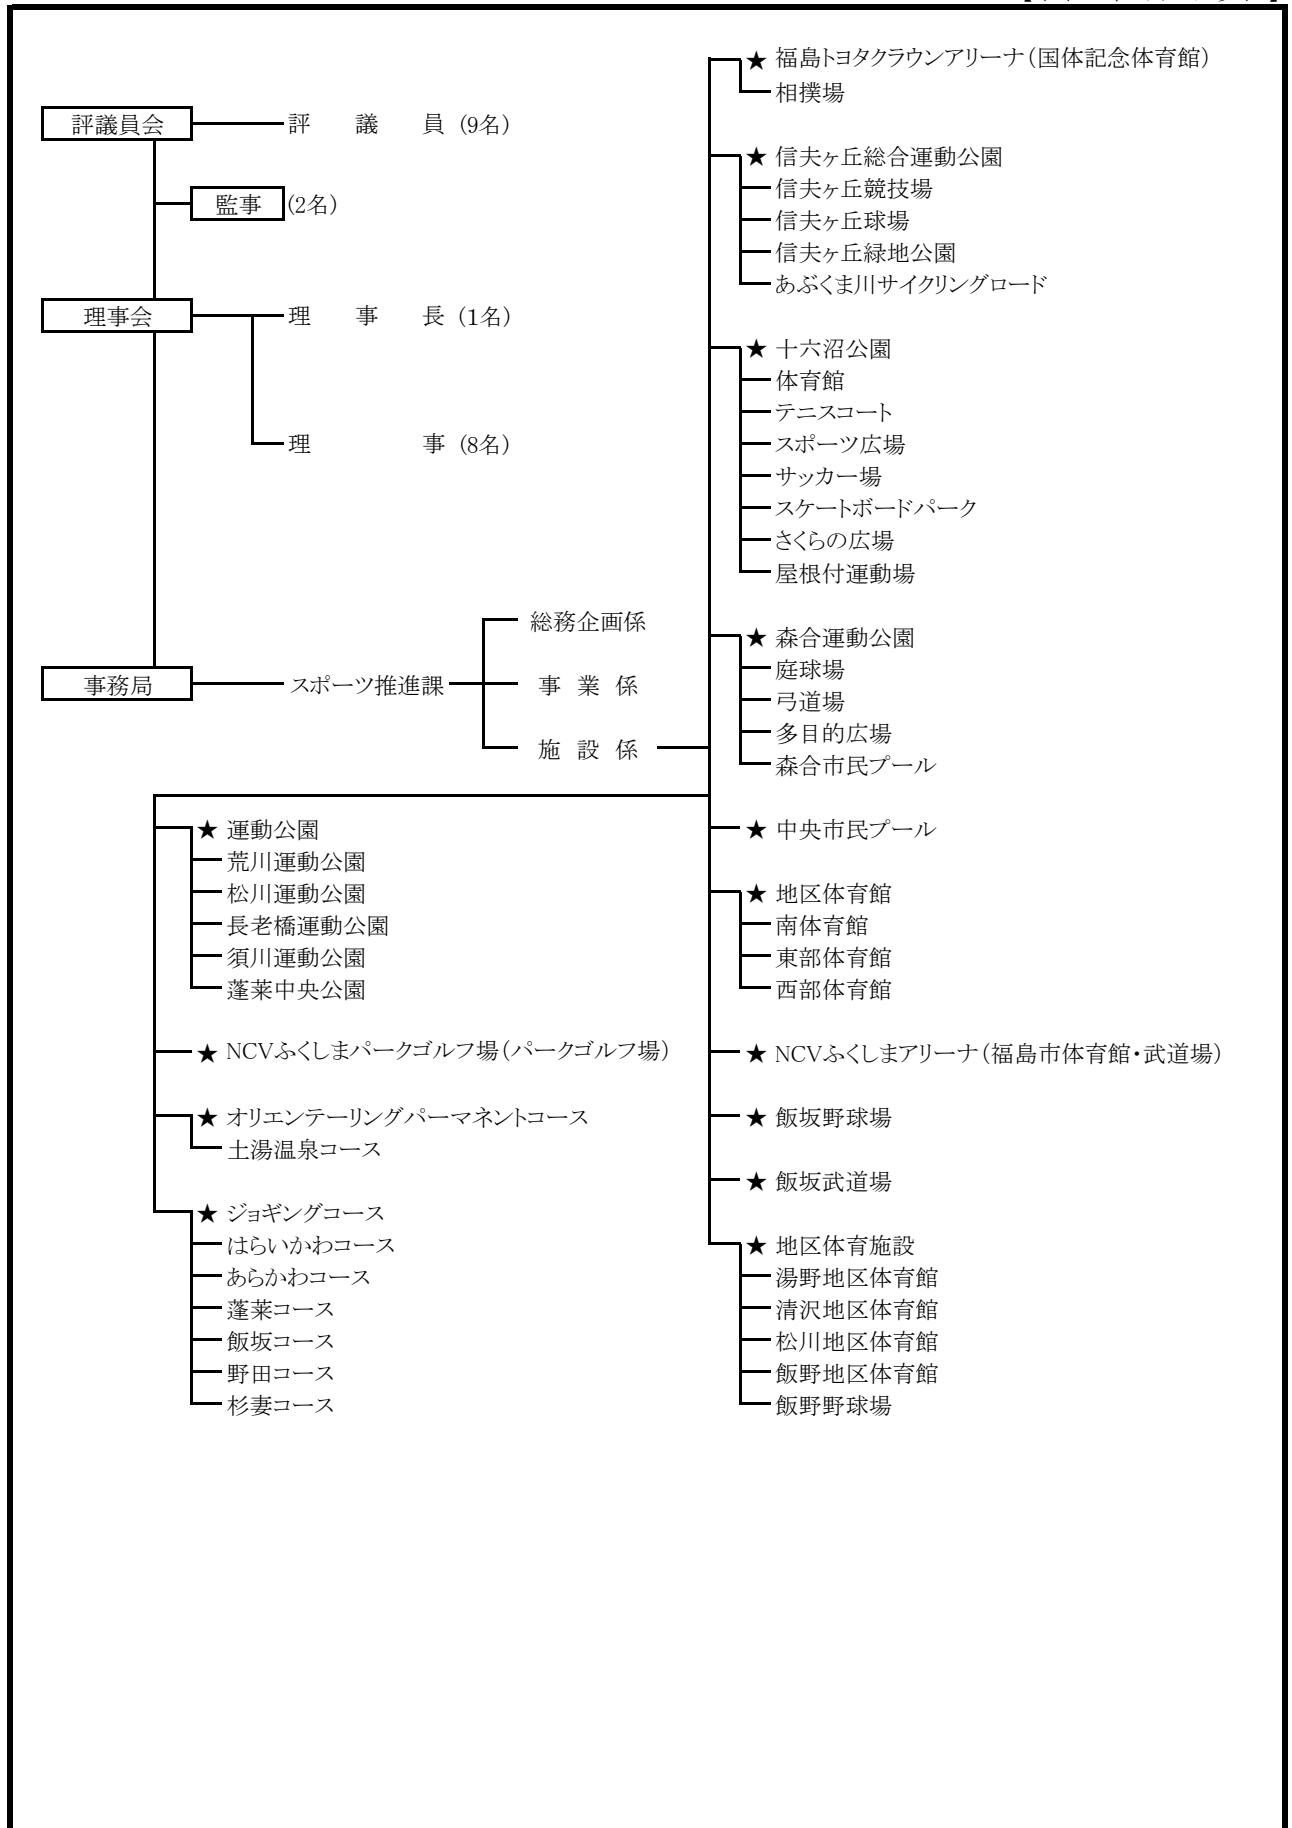 評議員会 評 議 員 (9名)
監事 (2名)
理事会 理 事 長 (1名)
理 事 (8名)
事務局 スポーツ推進課
総務企画係
事 業 係
施 設 係
★ 福島トヨタクラウンアリーナ(国体記念体育館)
相撲場
★ 信夫ヶ丘総合運動公園
信夫ヶ丘競技場
信夫ヶ丘球場
信夫ヶ丘緑地公園
あぶくま川サイクリングロード
★ 十六沼公園
体育館
テニスコート
スポーツ広場
サッカー場
スケートボードパーク
さくらの広場
屋根付運動場
★ 森合運動公園
庭球場
弓道場
多目的広場
森合市民プール
★ 中央市民プール
★ 地区体育館
南体育館
東部体育館
西部体育館
★ NCVふくしまアリーナ(福島市体育館・武道場)
★ 飯坂野球場
★ 飯坂武道場
★ 地区体育施設
湯野地区体育館
清沢地区体育館
松川地区体育館
飯野地区体育館
飯野野球場
★ 運動公園
荒川運動公園
松川運動公園
長老橋運動公園
須川運動公園
蓬莱中央公園
★ NCVふくしまパークゴルフ場(パークゴルフ場)
★ オリエンテーリングパーマネントコース
土湯温泉コース
★ ジョギングコース
はらいかわコース
あらかわコース
蓬莱コース
飯坂コース
野田コース
杉妻コース